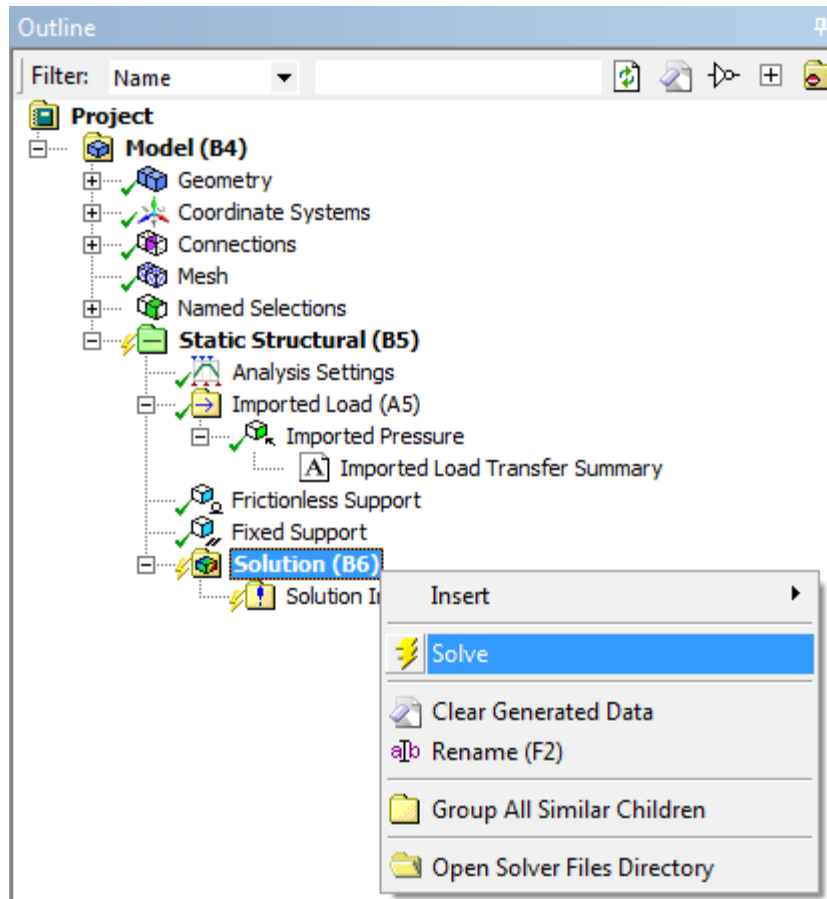 Outline
Filter: Name
Project
Model (B4)
Geometry
Coordinate Systems
Connections
Mesh
Named Selections
Static Structural (B5)
Analysis Settings
Imported Load (A5)
Imported Pressure
A Imported Load Transfer Summary
Frictionless Support
Fixed Support
Solution (B6)
Solution
Insert
Solve
Clear Generated Data
Rename (F2)
Group All Similar Children
Open Solver Files Directory